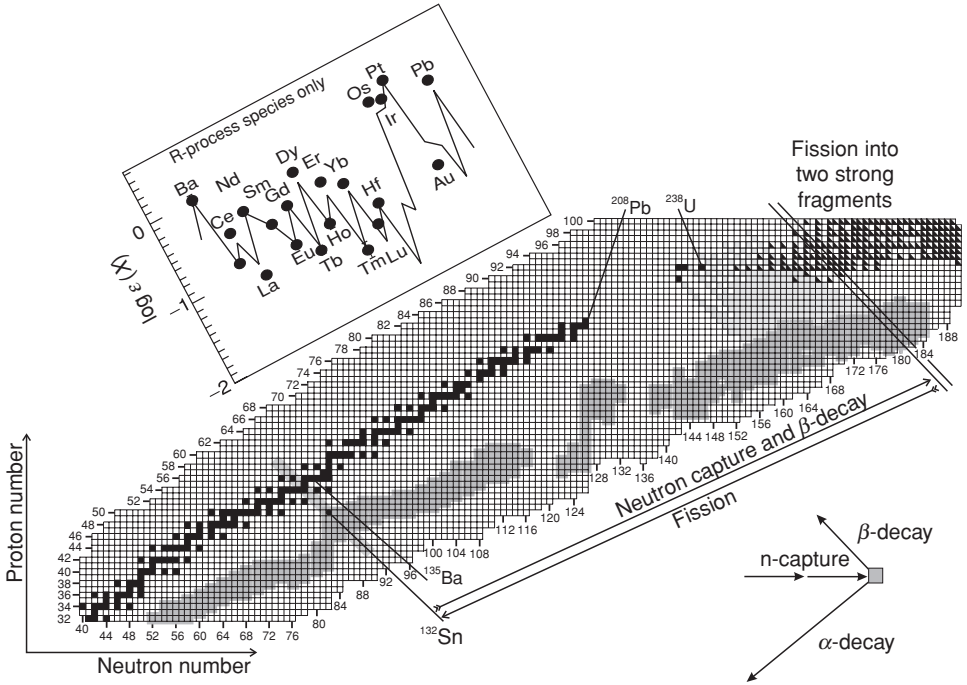 R-process species only
log ε (X)
0
−1
−2
Ba
Nd
Ce
Sm
La
Gd
Dy
Er
Eu
Tb
Ho
Yb
Tm
Hf
Lu
Os
Pt
Ir
Pb
Au
Fission into
two strong
fragments
208Pb
238U
100
98
96
94
92
90
88
86
84
82
80
78
76
74
72
70
68
66
64
62
60
58
56
54
52
50
48
46
44
42
40
38
36
34
32
40
44
48
52
56
60
64
68
72
76
80
84
88
92
96
100
104
108
112
116
120
124
128
132
136
140
144
148
152
156
160
164
168
172
176
180
184
188
Proton number
Neutron number
135Ba
132Sn
Neutron capture and β-decay
Fission
β-decay
n-capture
α-decay